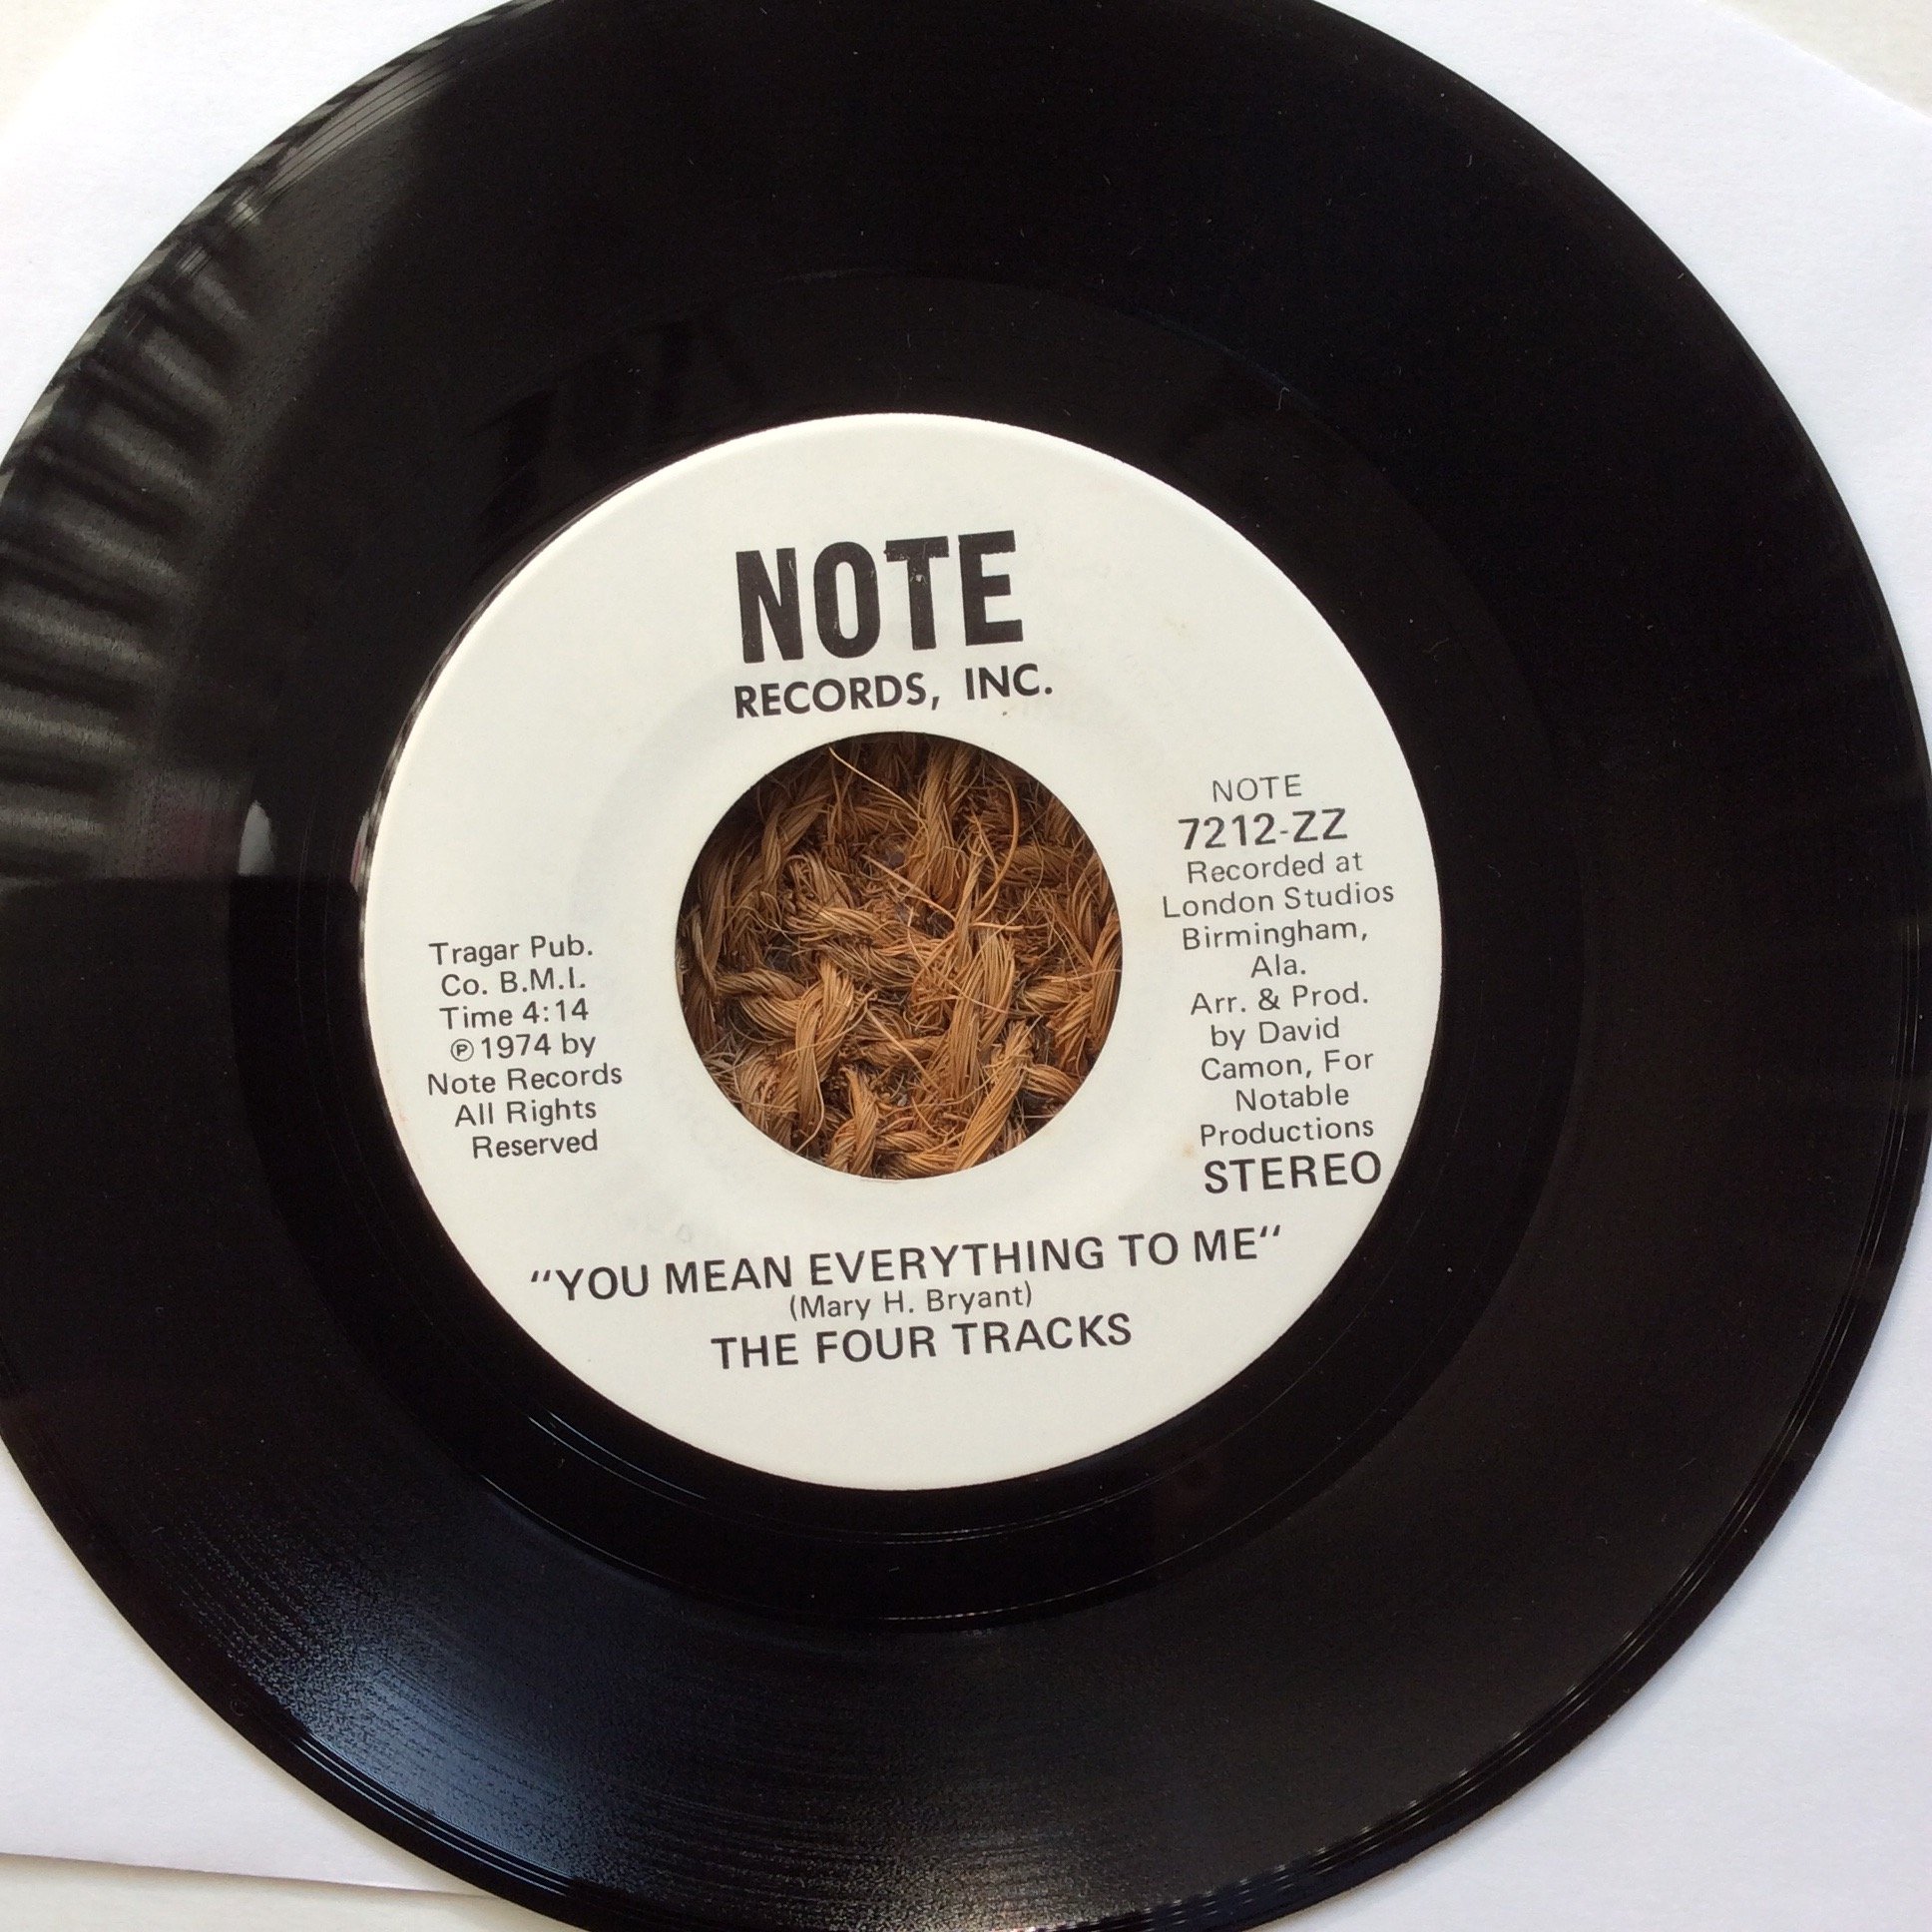 NOTE
RECORDS, INC.
NOTE
7212-ZZ
Recorded at
London Studios
Birmingham,
Ala.
Arr. & Prod.
by David
Camon, For
Notable
Productions
STEREO
Tragar Pub.
Co. B.M.I.
Time 4:14
℗ 1974 by
Note Records
All Rights
Reserved
"YOU MEAN EVERYTHING TO ME"
(Mary H. Bryant)
THE FOUR TRACKS